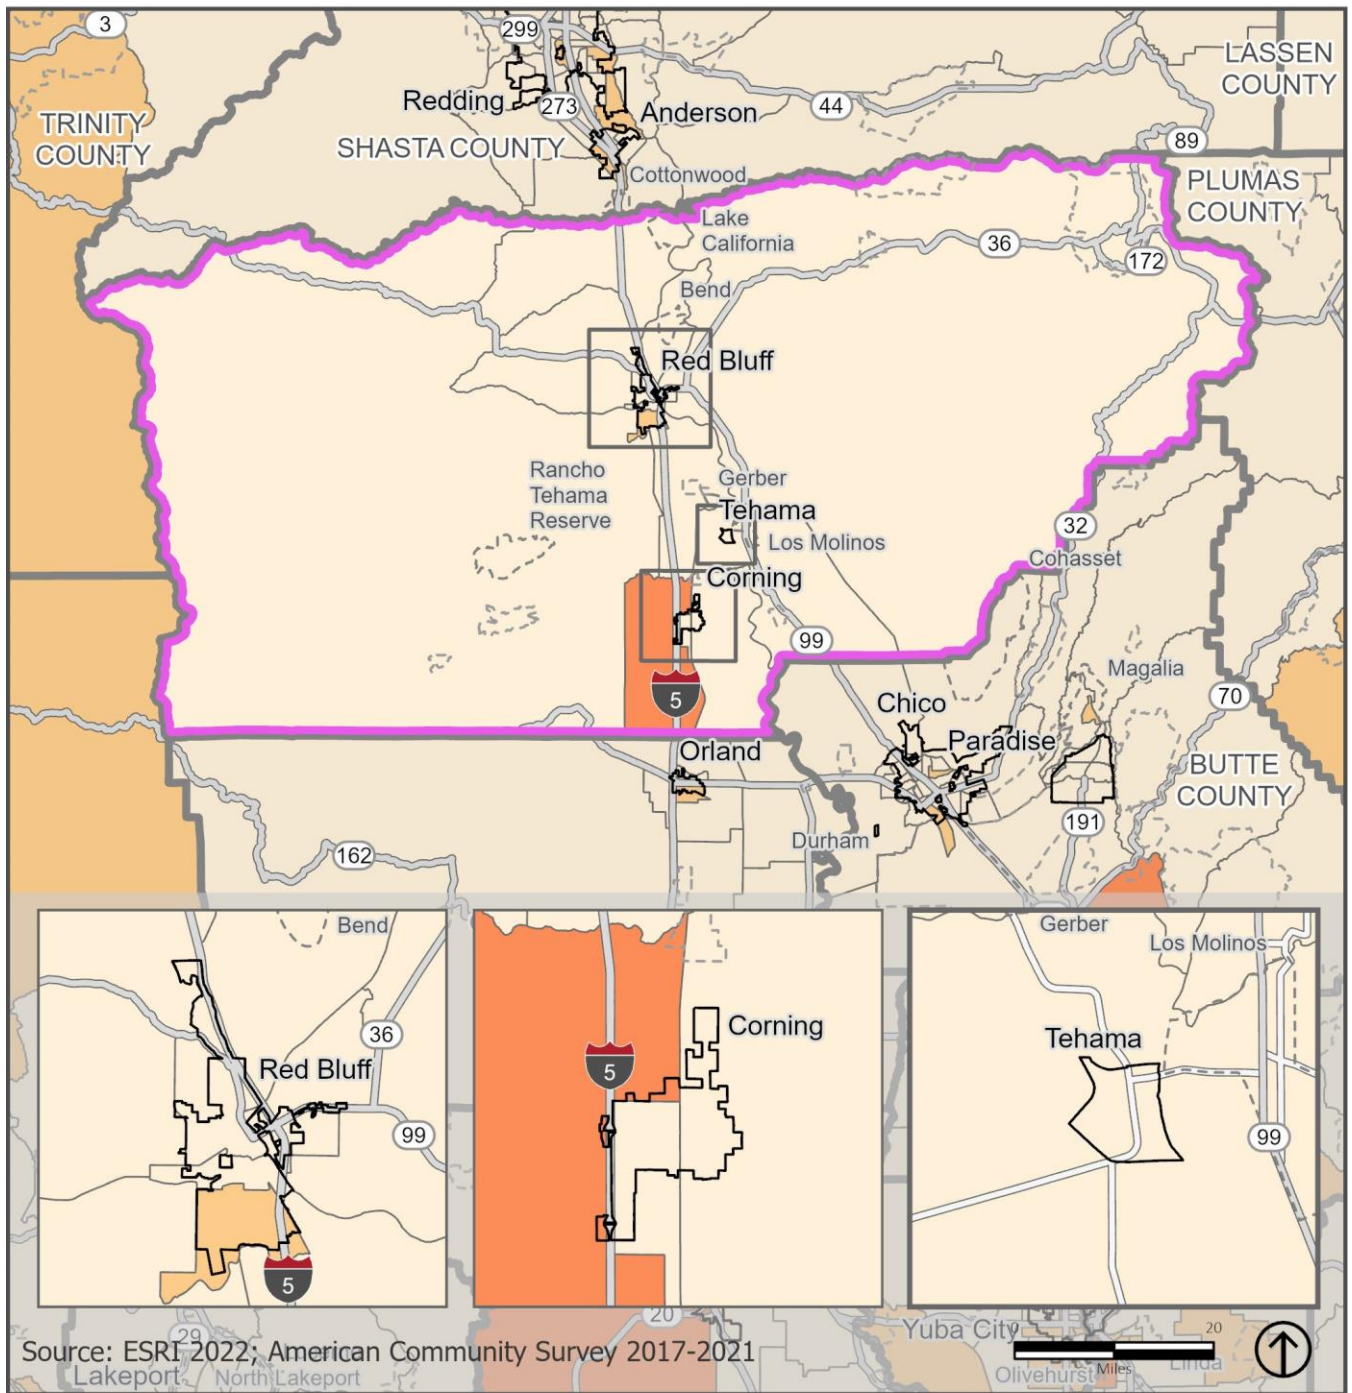 3
299
LASSEN
COUNTY
Redding
273
Anderson
44
TRINITY
COUNTY
SHASTA COUNTY
89
Cottonwood
PLUMAS
COUNTY
Lake
California
36
172
Bend
Red Bluff
Rancho
Tehama
Reserve
Gerber
Tehama
Los Molinos
32
Cohasset
Corning
99
5
Magalia
70
Chico
Paradise
Orland
BUTTE
COUNTY
191
Durham
162
Bend
36
Red Bluff
99
5
Corning
5
Gerber
Los Molinos
Tehama
99
Source: ESRI 2022; American Community Survey 2017-2021
29
Lakeport
North Lakeport
20
Yuba City
0
20
Miles
Olivehurst
Linda